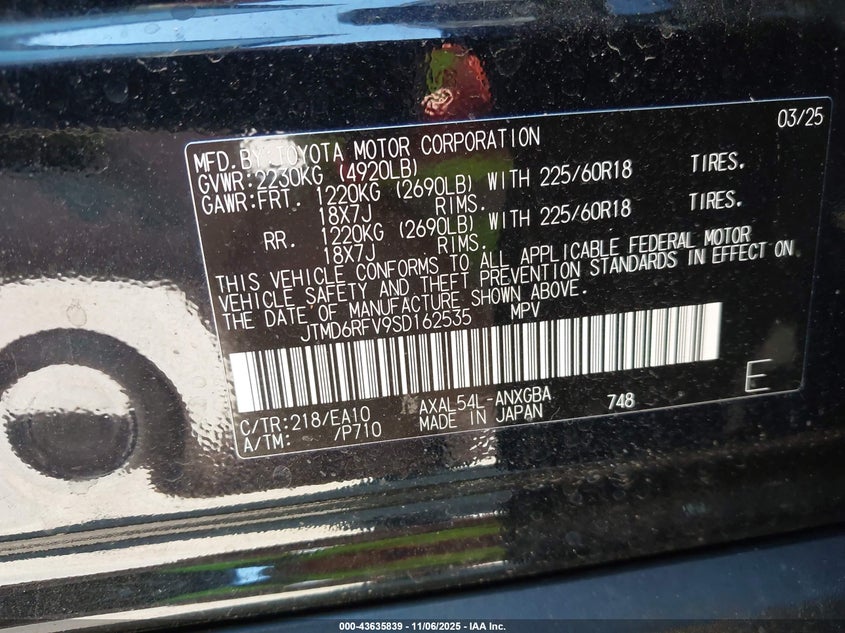 03/25
MFD.BY:TOYOTA MOTOR CORPORATION
GVWR:2230KG (4920LB)
GAWR:FRT. 1220KG (2690LB) WITH 225/60R18 TIRES.
18X7J RIMS.
RR. 1220KG (2690LB) WITH 225/60R18 TIRES.
18X7J RIMS.
THIS VEHICLE CONFORMS TO ALL APPLICABLE FEDERAL MOTOR
VEHICLE SAFETY AND THEFT PREVENTION STANDARDS IN EFFECT ON
THE DATE OF MANUFACTURE SHOWN ABOVE.
JTMD6RFV9SD162535 MPV
C/TR:218/EA10 AXAL54L-ANXGBA 748 E
A/TM: /P710 MADE IN JAPAN
000-43635839 - 11/06/2025 - IAA Inc.